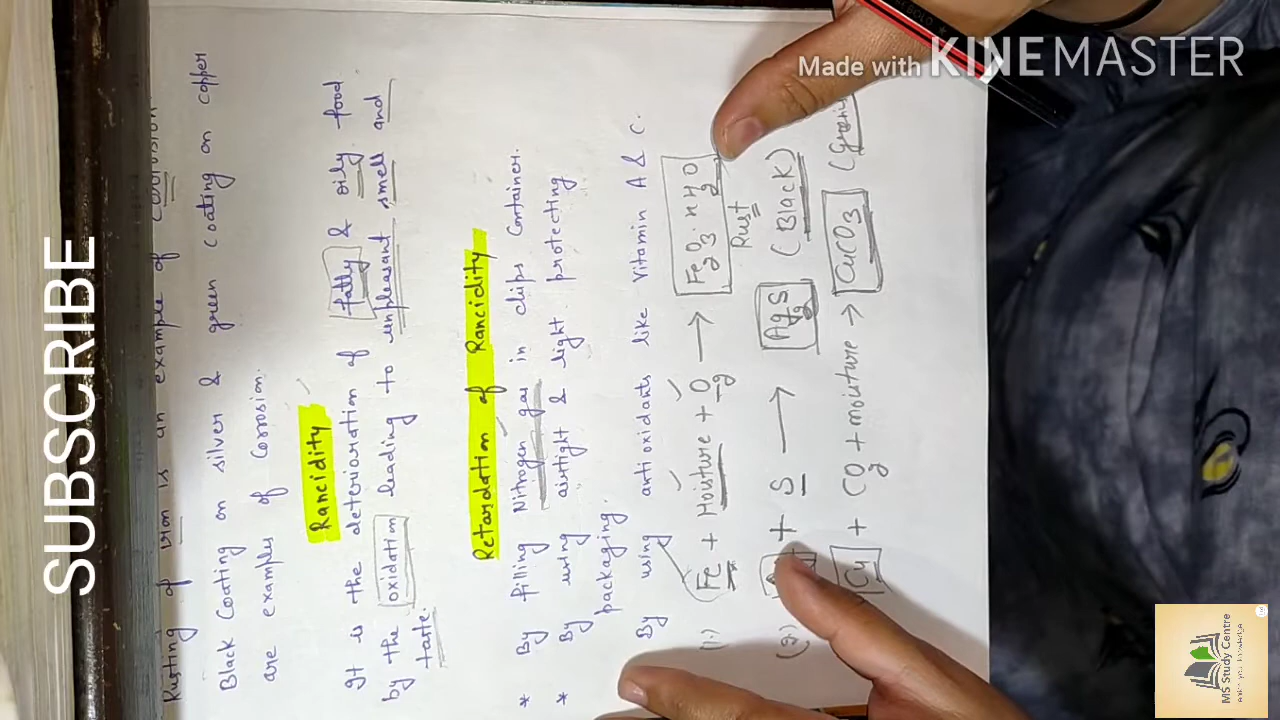 Rusting of iron is an example of Corrosion
Black Coating on silver & green coating on copper
are examples of Corrosion.
Rancidity
It is the deterioration of fatty & oily food
by the oxidation leading to unpleasant smell and
taste.
Retardation of Rancidity
* By filling Nitrogen gas in chips Container.
* By using airtight & light protecting
packaging.
By using antioxidants like Vitamin A & C.
(1.) Fe + Moisture + O2 → Fe2O3.nH2O
Rust
(2.) + S → Ag2S (Black)
Cu + CO2 + moisture → CuCO3
SUBSCRIBE
Made with KINEMASTER
MS Study Centre